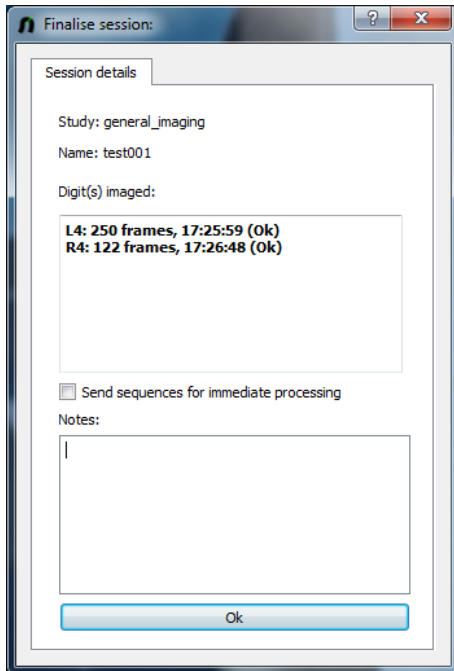 Finalise session:
Session details
Study: general_imaging
Name: test001
Digit(s) imaged:
L4: 250 frames, 17:25:59 (Ok)
R4: 122 frames, 17:26:48 (Ok)
Send sequences for immediate processing
Notes:
Ok